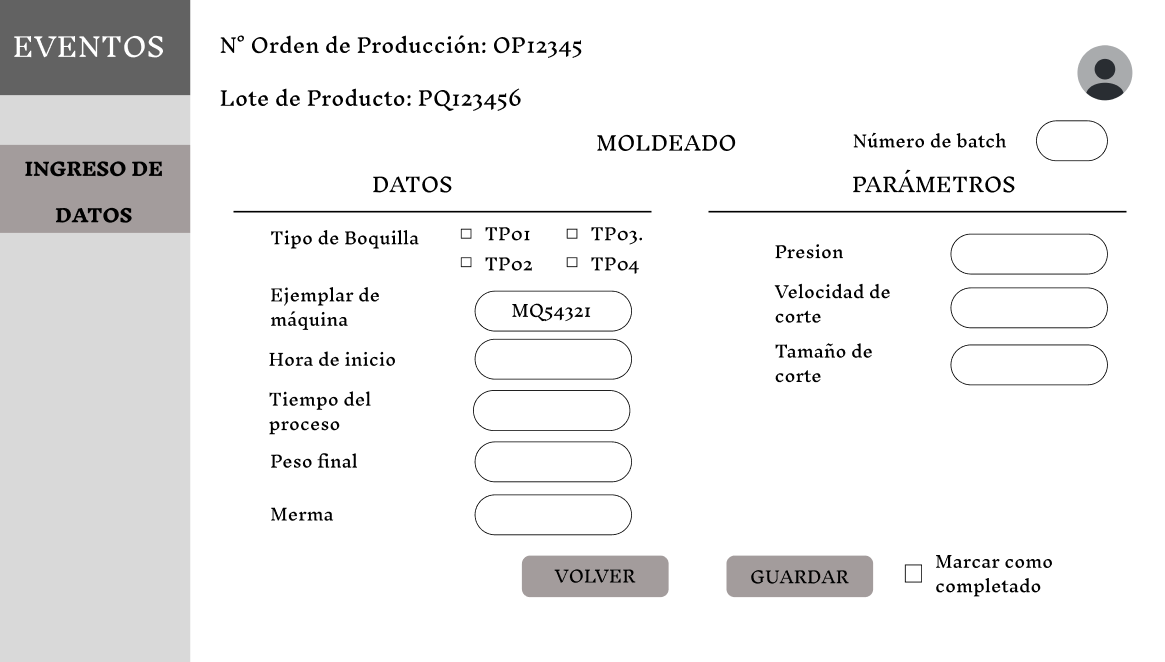 EVENTOS
INGRESO DE
DATOS
N° Orden de Producción: OP12345
Lote de Producto: PQ123456
MOLDEADO
Número de batch
DATOS
Tipo de Boquilla
TP01
TP03.
TP02
TP04
Ejemplar de
máquina
MQ54321
Hora de inicio
Tiempo del
proceso
Peso final
Merma
PARÁMETROS
Presion
Velocidad de
corte
Tamaño de
corte
VOLVER
GUARDAR
Marcar como
completado